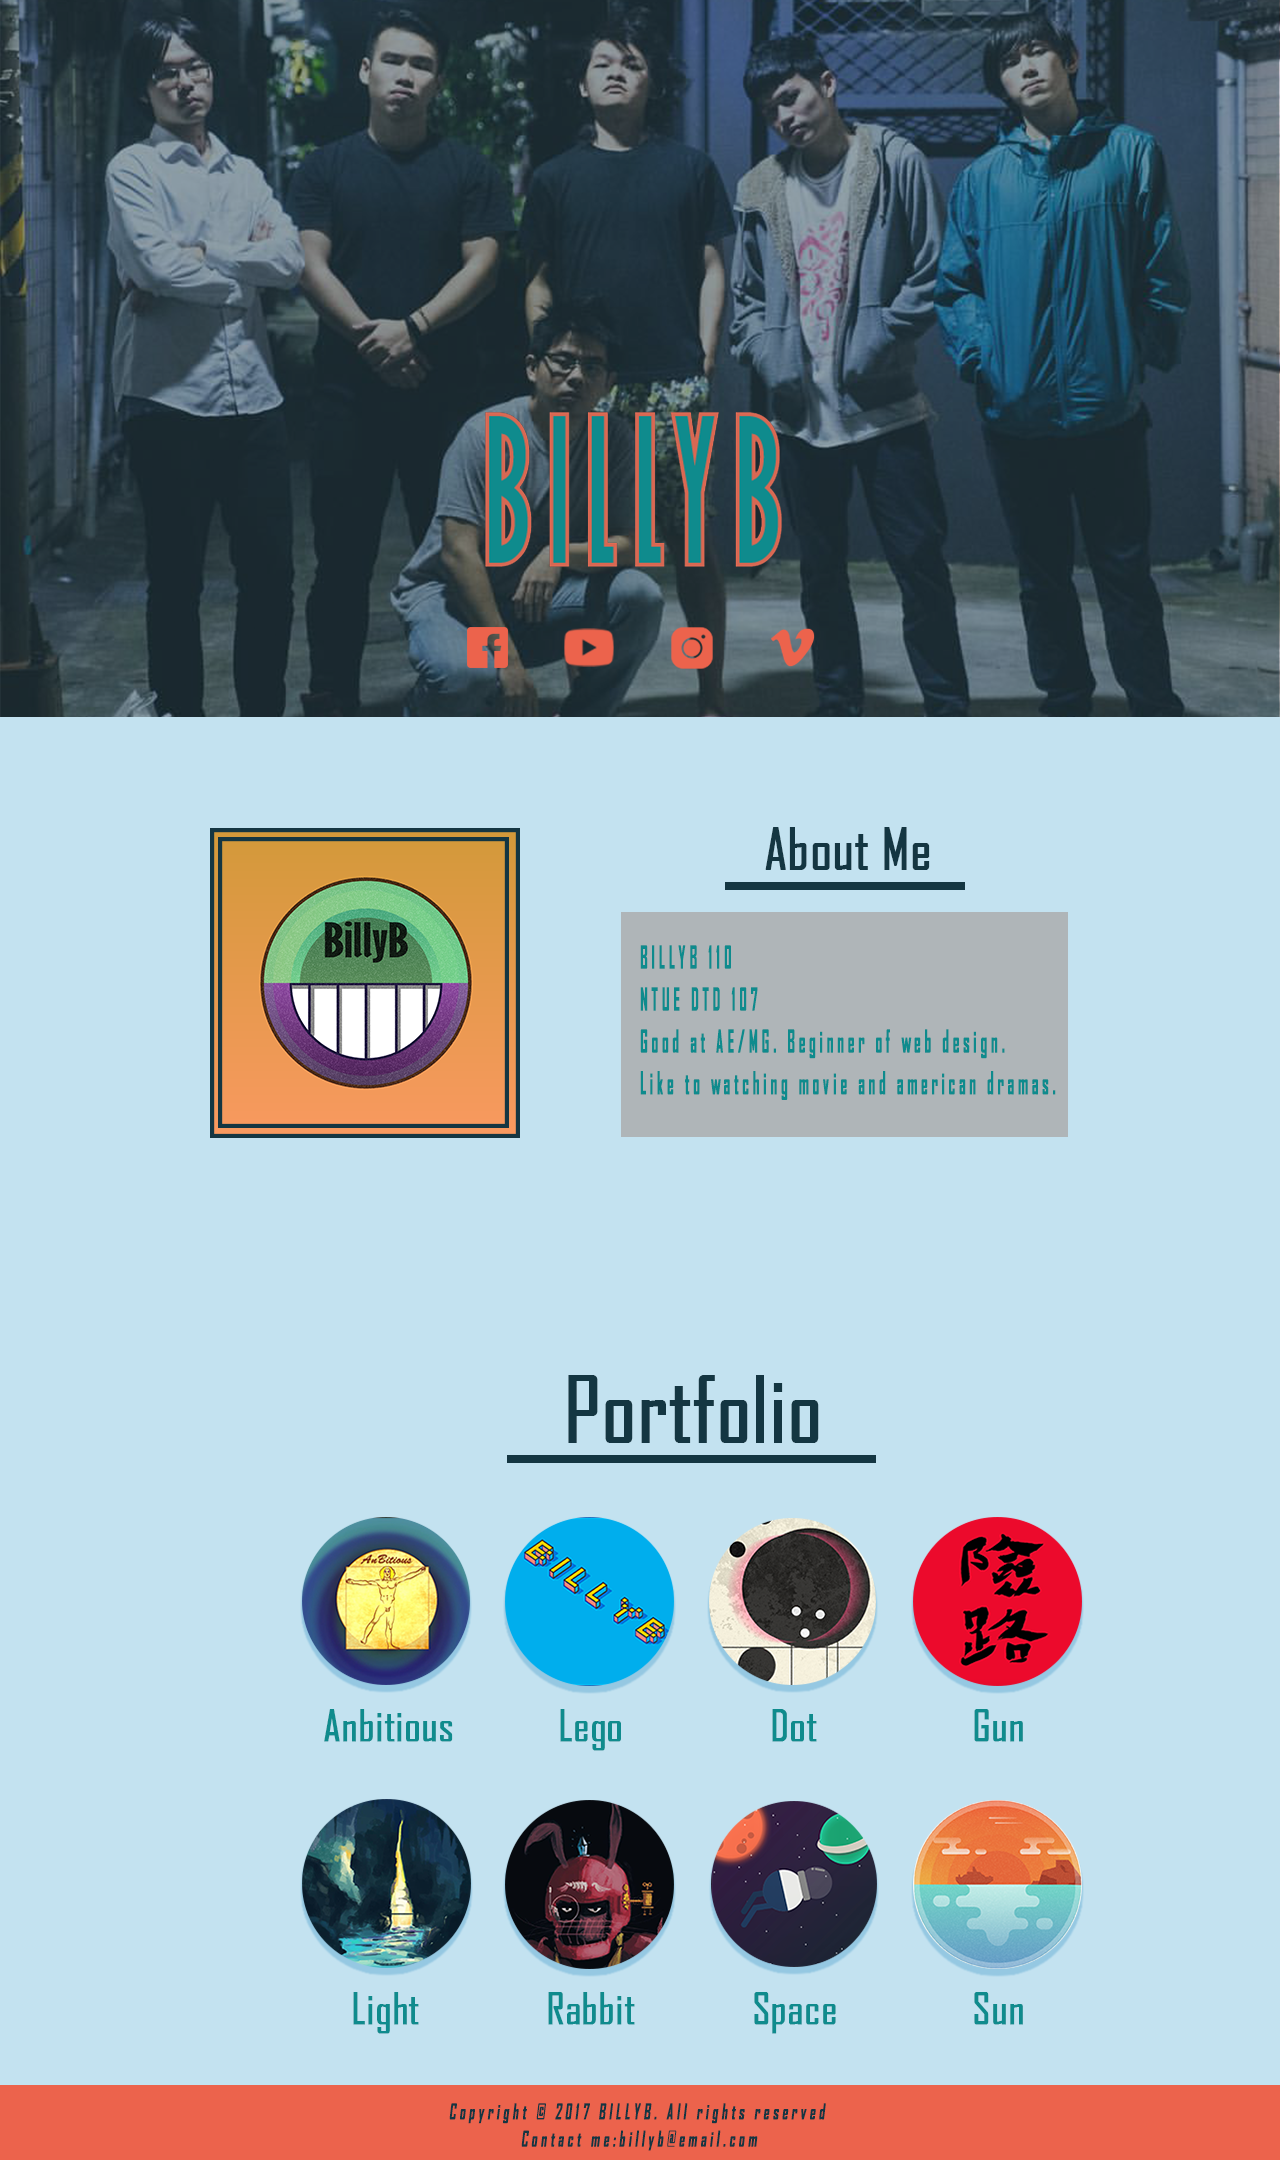 BILLYB
About Me
BillyB
BILLYB 110
NTUE DTD 107
Good at AE/MG. Beginner of web design.
Like to watching movie and american dramas.
Portfolio
AnBitious
BILLYB
險路
Anbitious
Lego
Dot
Gun
Light
Rabbit
Space
Sun
Copyright © 2017 BILLYB. All rights reserved
Contact me:billyb@email.com